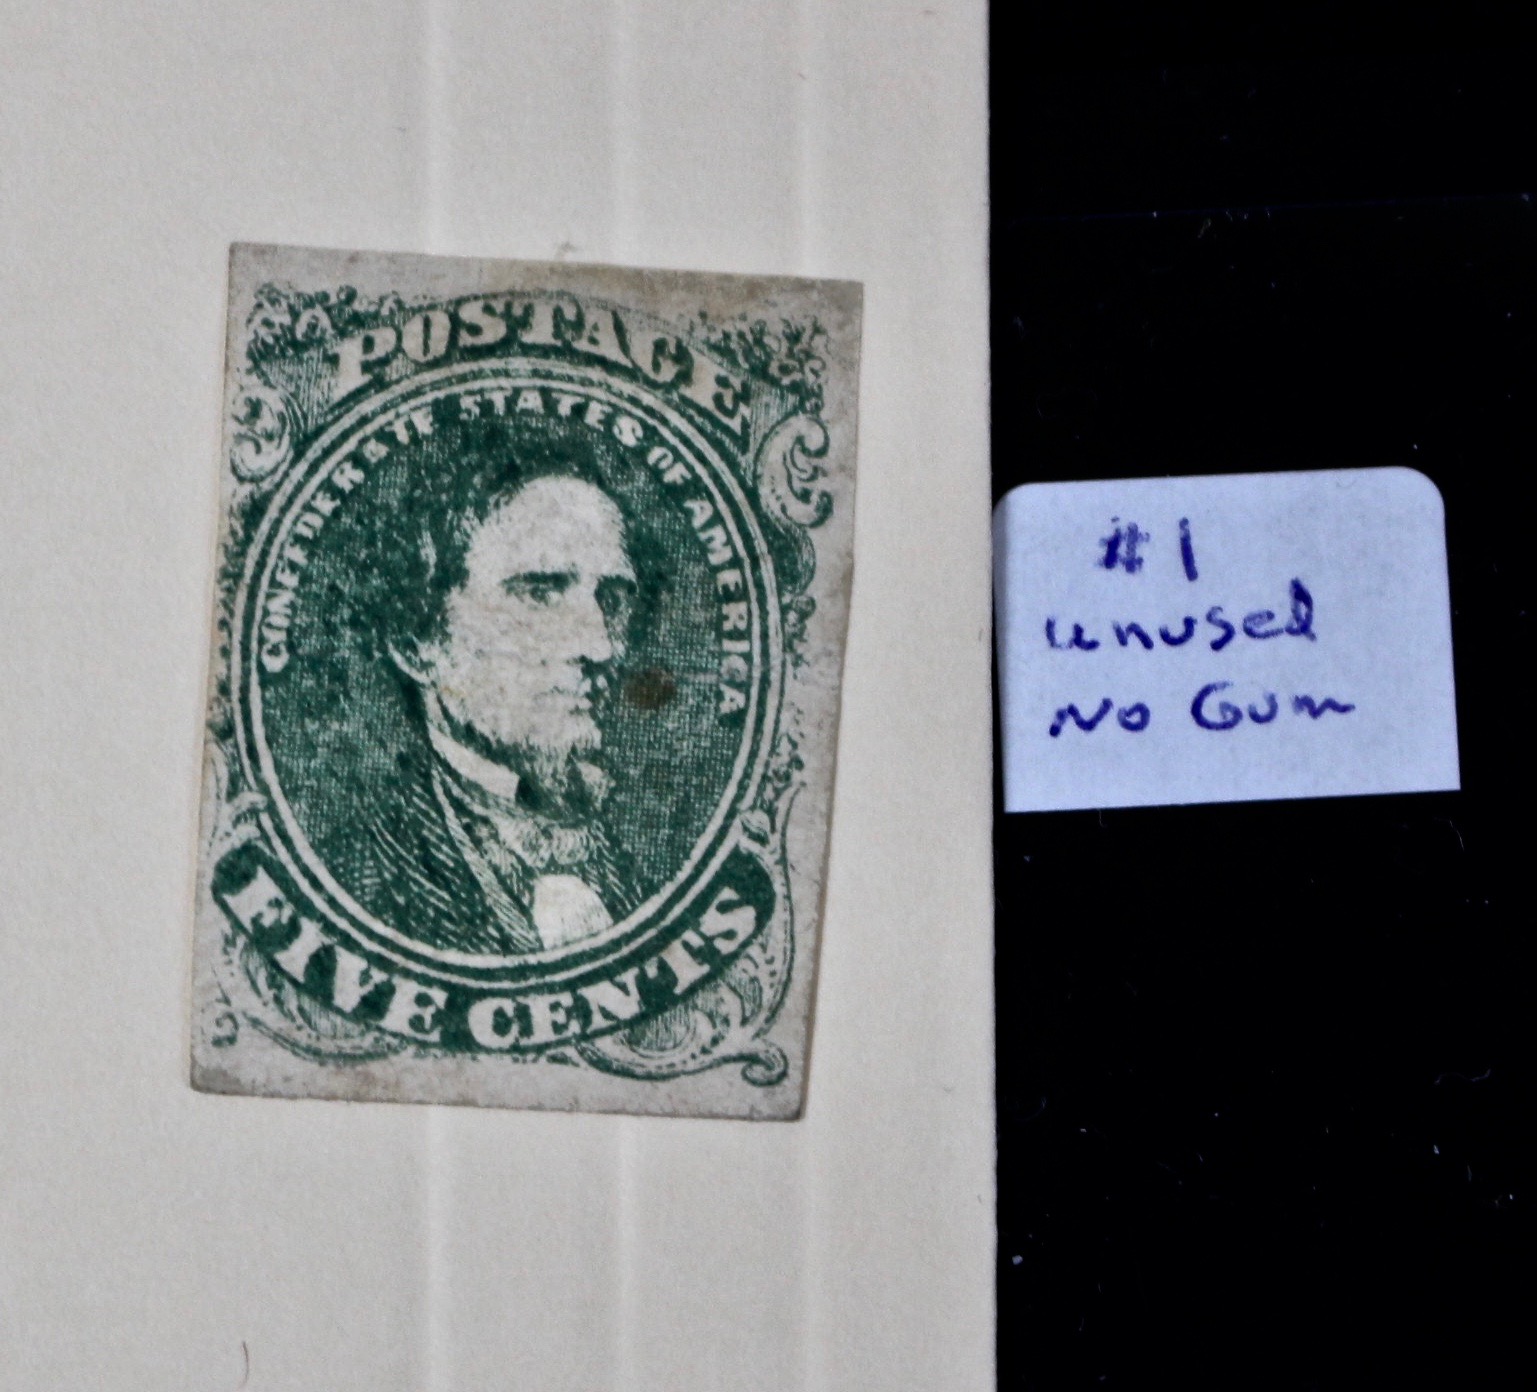 POSTAGE
CONFEDERATE STATES OF AMERICA
FIVE CENTS
#1
unused
No Gum